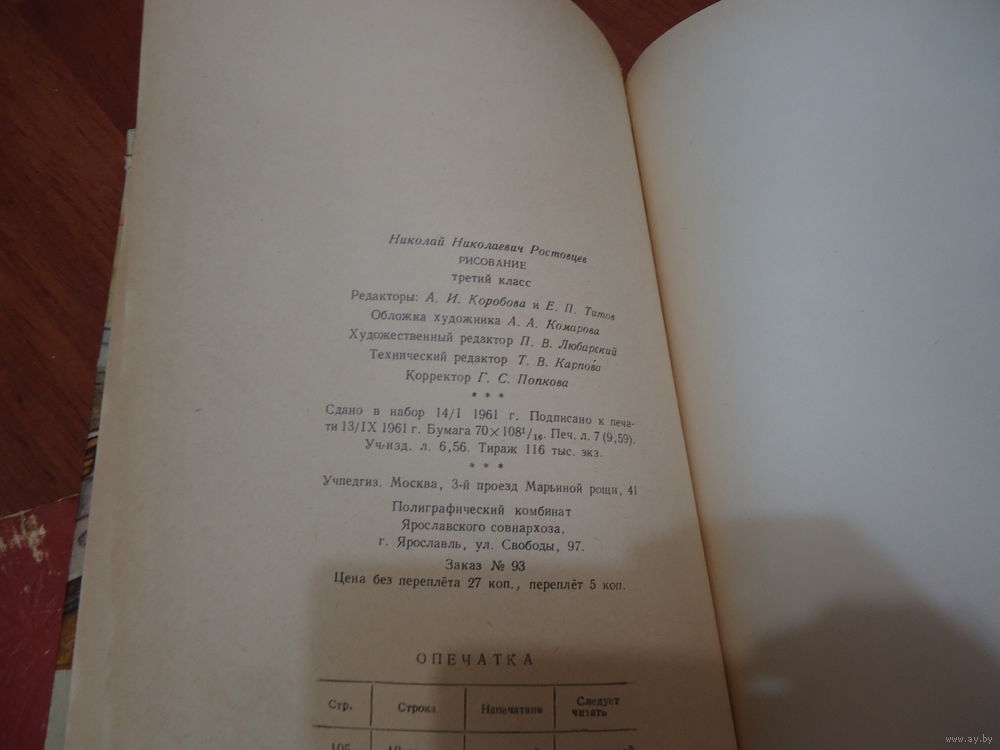 Николай Николаевич Ростовцев
РИСОВАНИЕ
третий класс
Редакторы: А. И. Коробова и Е. П. Титов
Обложка художника А. А. Комарова
Художественный редактор П. В. Любарский
Технический редактор Т. В. Карпова
Корректор Г. С. Попкова
* * *
Сдано в набор 14/I 1961 г. Подписано к печа-
ти 13/IX 1961 г. Бумага 70×108¹/₁₆. Печ. л. 7 (9,59).
Уч-изд. л. 6,56. Тираж 116 тыс. экз.
* * *
Учпедгиз. Москва, 3-й проезд Марьиной рощи, 41
Полиграфический комбинат
Ярославского совнархоза,
г. Ярославль, ул. Свободы, 97.
Заказ № 93
Цена без переплёта 27 коп., переплёт 5 коп.
ОПЕЧАТКА
Стр. Строка Напечатано Следует читать
105
www.ay.by